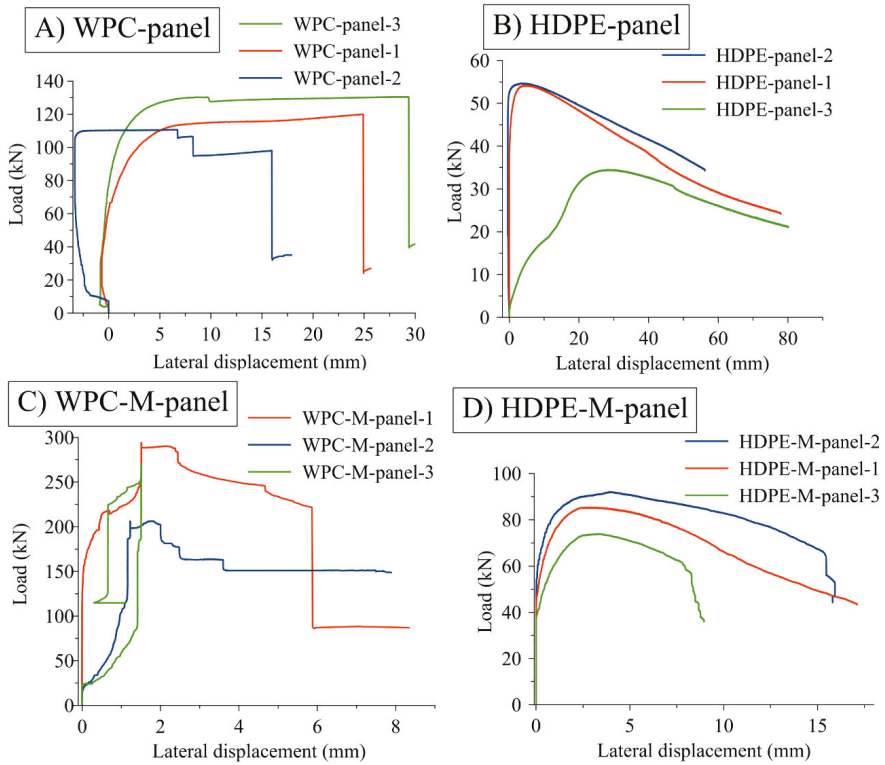 A) WPC-panel
WPC-panel-3
WPC-panel-1
WPC-panel-2
Load (kN)
140
120
100
80
60
40
20
0
0 5 10 15 20 25 30
Lateral displacement (mm)
B) HDPE-panel
HDPE-panel-2
HDPE-panel-1
HDPE-panel-3
Load (kN)
60
50
40
30
20
10
0
0 20 40 60 80
Lateral displacement (mm)
C) WPC-M-panel
WPC-M-panel-1
WPC-M-panel-2
WPC-M-panel-3
Load (kN)
300
250
200
150
100
50
0
0 2 4 6 8
Lateral displacement (mm)
D) HDPE-M-panel
HDPE-M-panel-2
HDPE-M-panel-1
HDPE-M-panel-3
Load (kN)
100
80
60
40
20
0
0 5 10 15
Lateral displacement (mm)